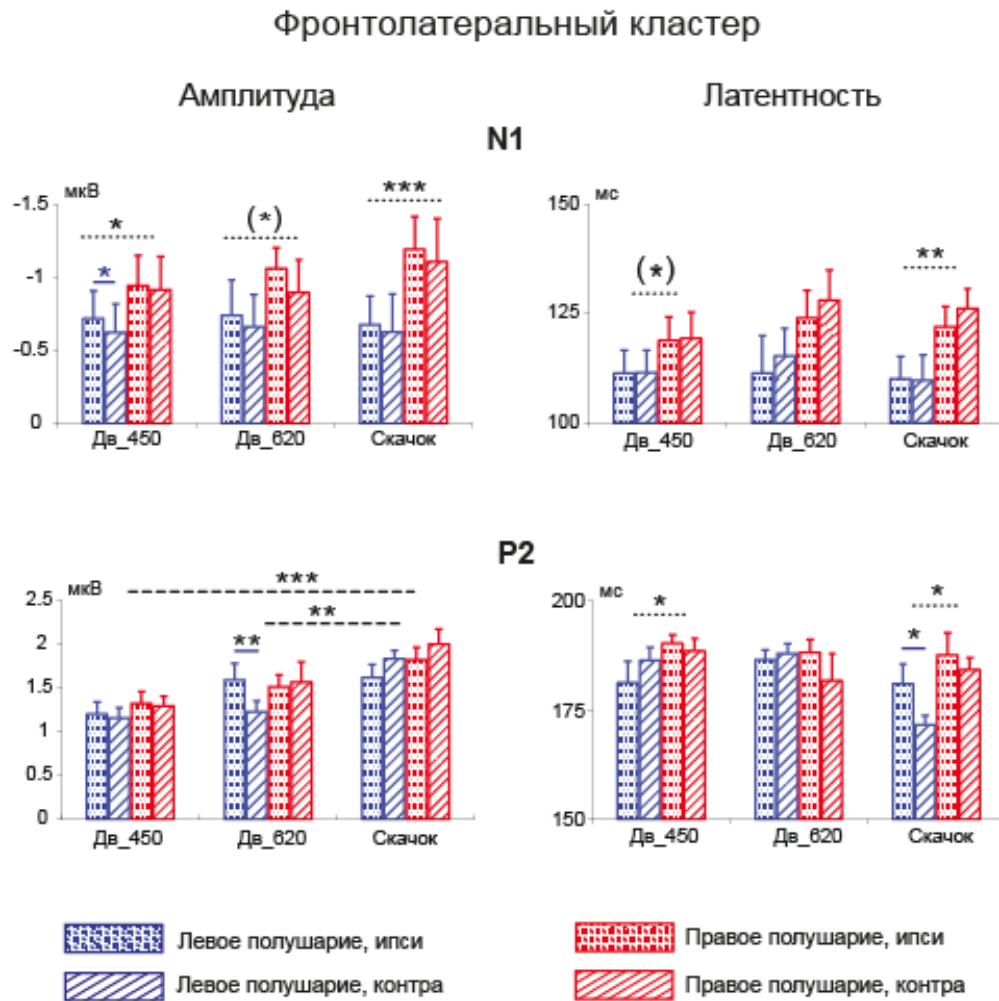 Фронтолатеральный кластер
Амплитуда
Латентность
N1
мкВ
-1.5
-1
-0.5
0
*
*
(*)
***
Дв_450
Дв_620
Скачок
мс
150
125
100
(*)
**
Дв_450
Дв_620
Скачок
P2
мкВ
2.5
2
1.5
1
0.5
0
***
**
**
Дв_450
Дв_620
Скачок
мс
200
175
150
*
*
*
Дв_450
Дв_620
Скачок
Левое полушарие, ипси
Левое полушарие, контра
Правое полушарие, ипси
Правое полушарие, контра